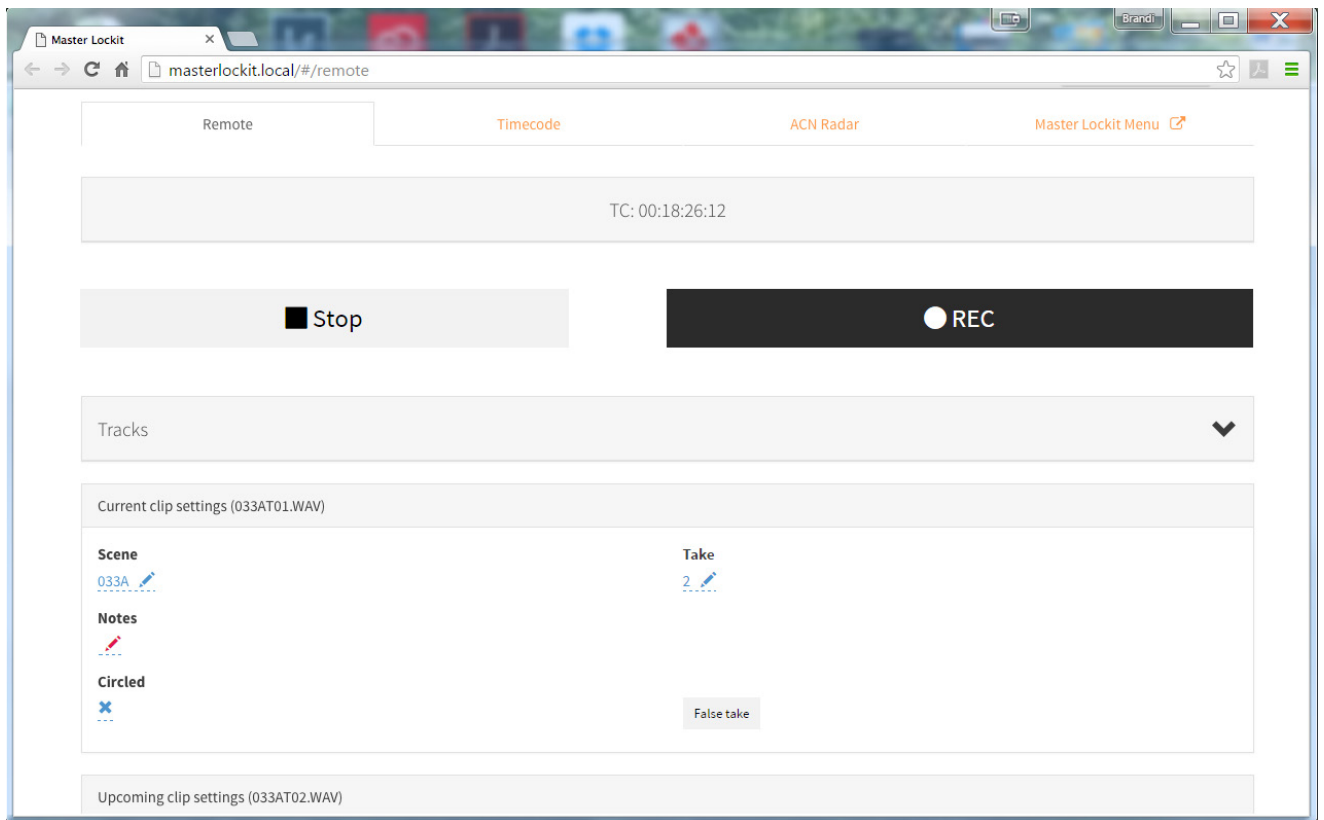 Brandi
Master Lockit
masterlockit.local/#/remote
Remote Timecode ACN Radar Master Lockit Menu
TC: 00:18:26:12
Stop REC
Tracks
Current clip settings (033AT01.WAV)
Scene Take
033A 2
Notes
Circled
False take
Upcoming clip settings (033AT02.WAV)